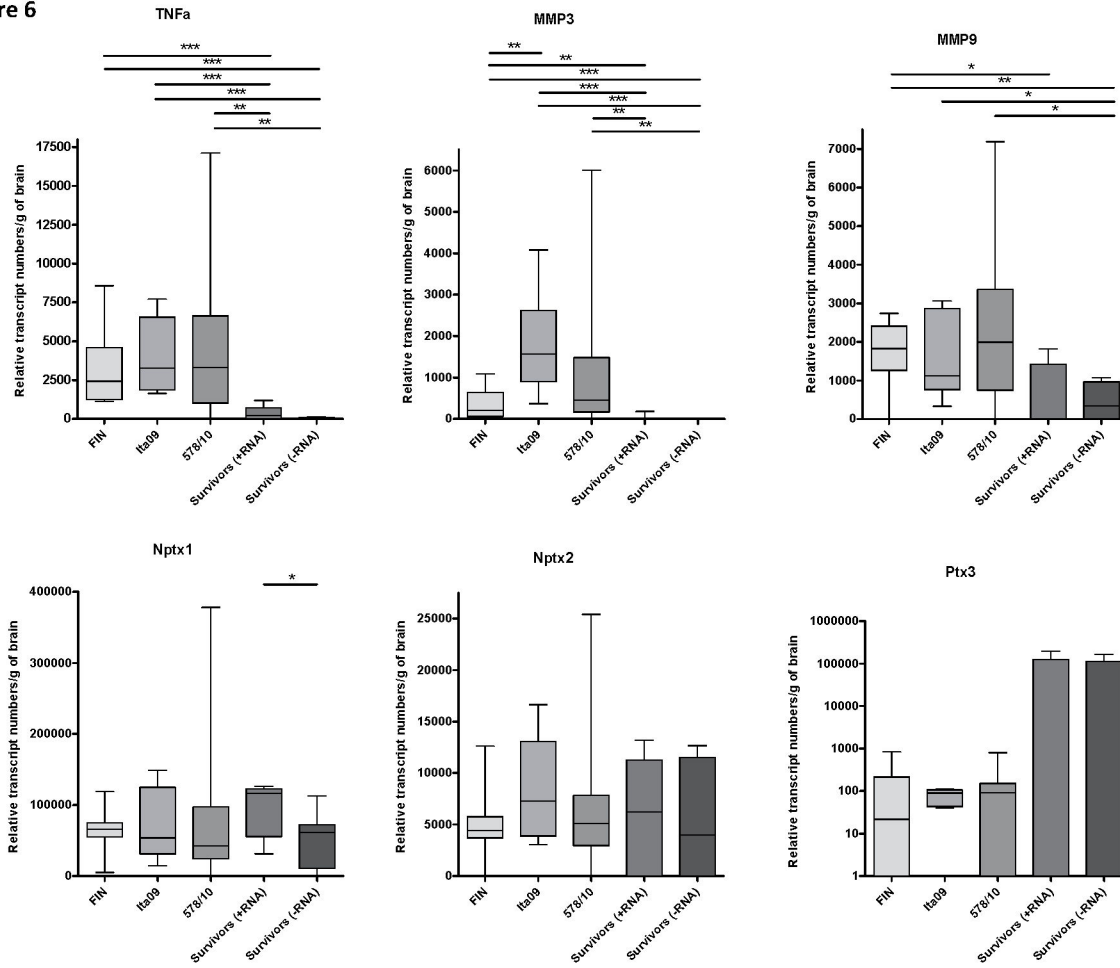 re 6
TNFa
***
***
***
***
**
**
Relative transcript numbers/g of brain
17500
15000
12500
10000
7500
5000
2500
0
FIN
Ita09
578/10
Survivors (+RNA)
Survivors (-RNA)
MMP3
**
**
***
***
***
**
**
Relative transcript numbers/g of brain
6000
5000
4000
3000
2000
1000
0
FIN
Ita09
578/10
Survivors (+RNA)
Survivors (-RNA)
MMP9
*
**
*
*
Relative transcript numbers/g of brain
7000
6000
5000
4000
3000
2000
1000
0
FIN
Ita09
578/10
Survivors (+RNA)
Survivors (-RNA)
Nptx1
*
Relative transcript numbers/g of brain
400000
300000
200000
100000
0
FIN
Ita09
578/10
Survivors (+RNA)
Survivors (-RNA)
Nptx2
Relative transcript numbers/g of brain
25000
20000
15000
10000
5000
0
FIN
Ita09
578/10
Survivors (+RNA)
Survivors (-RNA)
Ptx3
Relative transcript numbers/g of brain
1000000
100000
10000
1000
100
10
1
FIN
Ita09
578/10
Survivors (+RNA)
Survivors (-RNA)